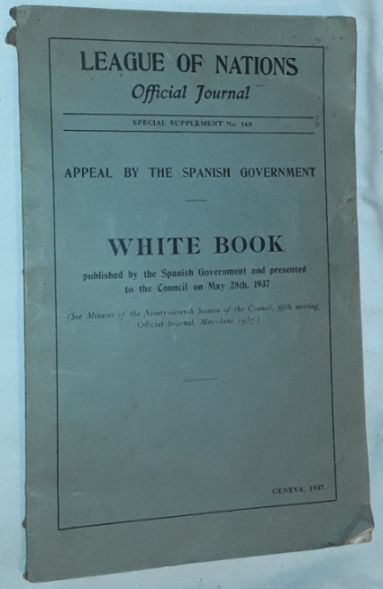 LEAGUE OF NATIONS
Official Journal
SPECIAL SUPPLEMENT No. 165
APPEAL BY THE SPANISH GOVERNMENT
WHITE BOOK
published by the Spanish Government and presented
to the Council on May 28th, 1937
(See Minutes of the Ninety-seventh Session of the Council, fifth meeting,
Official Journal, May-June 1937.)
GENEVA, 1937.